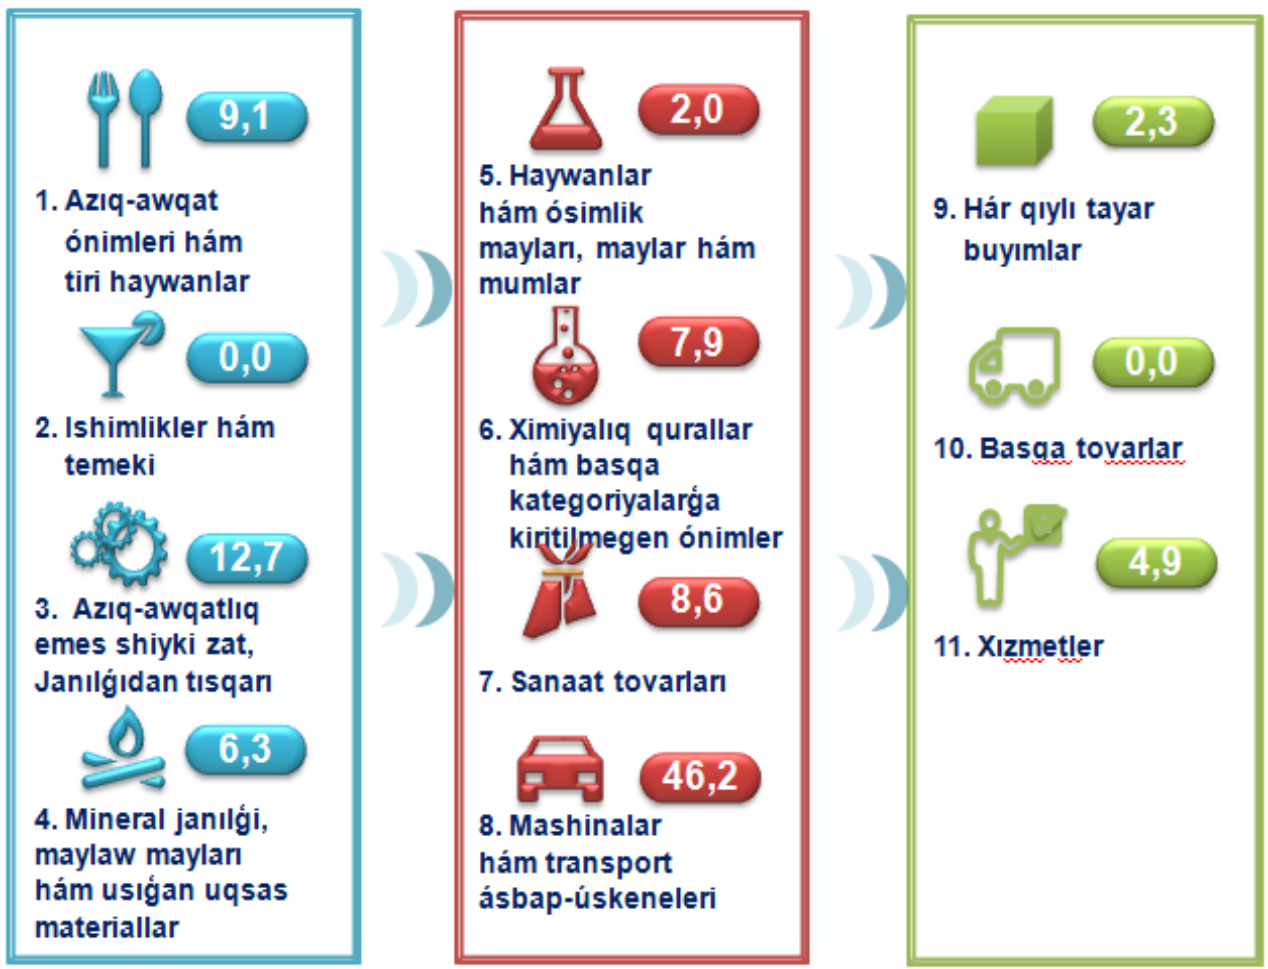 9,1
1. Azıq-awqat
ónimleri hám
tiri haywanlar
0,0
2. Ishimlikler hám
temeki
12,7
3. Azıq-awqatlıq
emes shiyki zat,
Janılǵıdan tısqarı
6,3
4. Mineral janılǵi,
maylaw mayları
hám usıǵan uqsas
materiallar
2,0
5. Haywanlar
hám ósimlik
mayları, maylar hám
mumlar
7,9
6. Ximiyalıq qurallar
hám basqa
kategoriyalarǵa
kiritilmegen ónimler
8,6
7. Sanaat tovarları
46,2
8. Mashinalar
hám transport
ásbap-úskeneleri
2,3
9. Hár qıylı tayar
buyımlar
0,0
10. Basqa tovarlar
4,9
11. Xızmetler